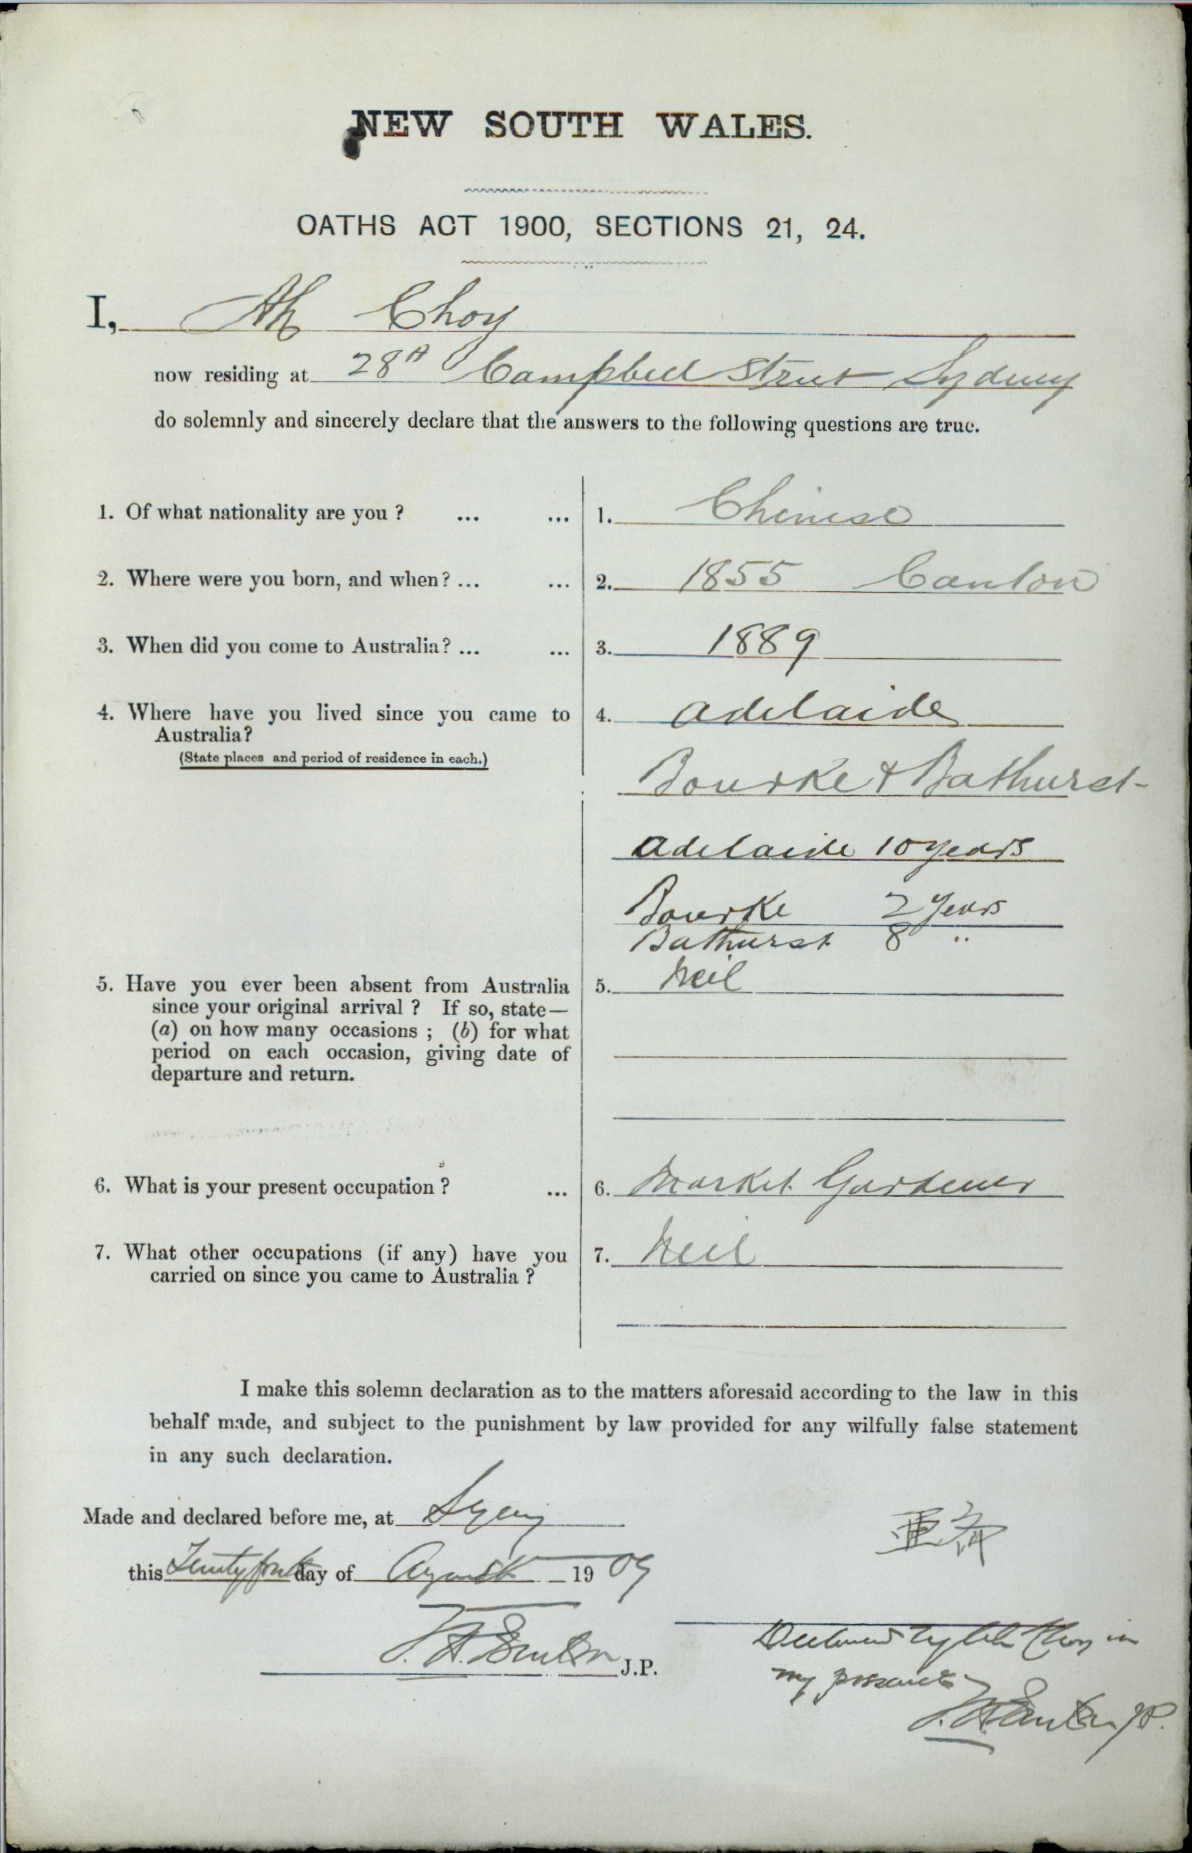 NEW SOUTH WALES.
OATHS ACT 1900, SECTIONS 21, 24.
I, Ah Choy
now residing at 28A Campbell Street Sydney
do solemnly and sincerely declare that the answers to the following questions are true.
1. Of what nationality are you ? ... ... 1. Chinese
2. Where were you born, and when? ... ... 2. 1855 Canton
3. When did you come to Australia? ... ... 3. 1889
4. Where have you lived since you came to 4. Adelaide
Australia?
(State places and period of residence in each.)
Bourke & Bathurst
Adelaide 10 years
Bourke 2 years
Bathurst 8 "
5. Have you ever been absent from Australia 5. Neil
since your original arrival ? If so, state—
(a) on how many occasions ; (b) for what
period on each occasion, giving date of
departure and return.
6. What is your present occupation ? ... 6. Market Gardener
7. What other occupations (if any) have you 7. Neil
carried on since you came to Australia ?
I make this solemn declaration as to the matters aforesaid according to the law in this
behalf made, and subject to the punishment by law provided for any wilfully false statement
in any such declaration.
Made and declared before me, at Sydney
亞
this day of August 1909
J.P.
Declared by Ah Choy in
my presence
J.P.